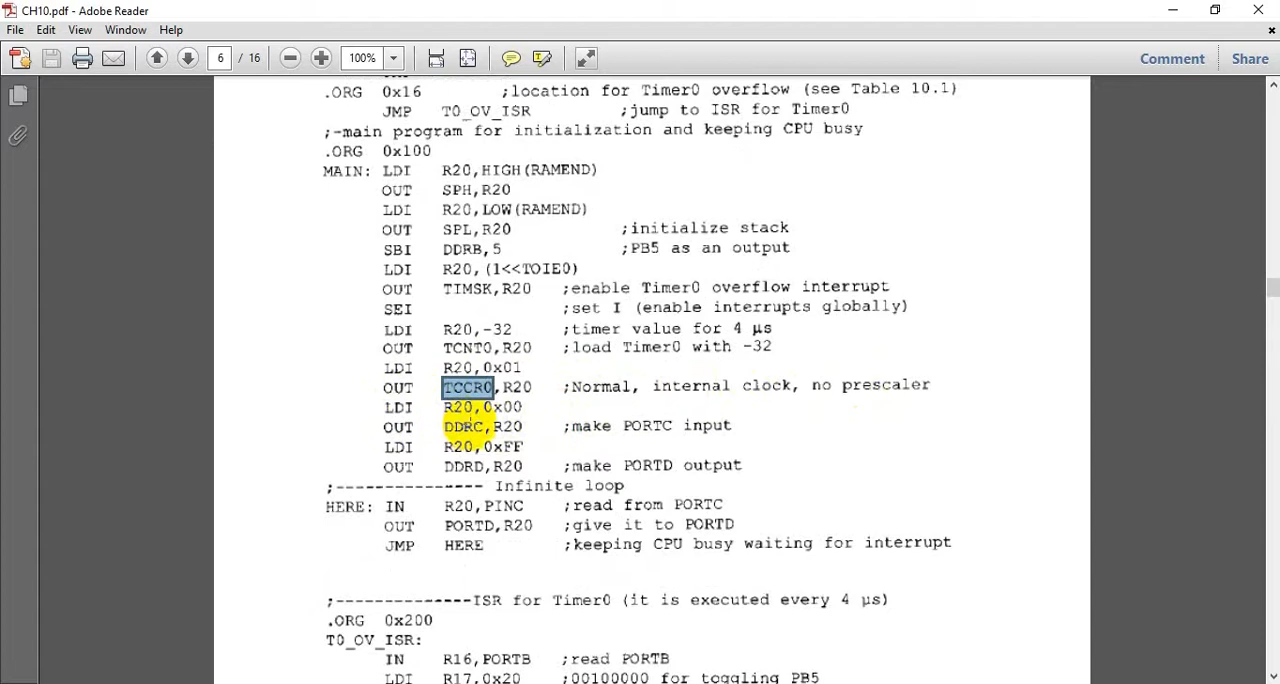 CH10.pdf - Adobe Reader
File Edit View Window Help
6 / 16 100% Comment Share
.ORG 0x16 ;location for Timer0 overflow (see Table 10.1)
JMP T0_OV_ISR ;jump to ISR for Timer0
;-main program for initialization and keeping CPU busy
.ORG 0x100
MAIN: LDI R20,HIGH(RAMEND)
OUT SPH,R20
LDI R20,LOW(RAMEND)
OUT SPL,R20 ;initialize stack
SBI DDRB,5 ;PB5 as an output
LDI R20,(1<<TOIE0)
OUT TIMSK,R20 ;enable Timer0 overflow interrupt
SEI ;set I (enable interrupts globally)
LDI R20,-32 ;timer value for 4 µs
OUT TCNT0,R20 ;load Timer0 with -32
LDI R20,0x01
OUT TCCR0,R20 ;Normal, internal clock, no prescaler
LDI R20,0x00
OUT DDRC,R20 ;make PORTC input
LDI R20,0xFF
OUT DDRD,R20 ;make PORTD output
;--------------- Infinite loop
HERE: IN R20,PINC ;read from PORTC
OUT PORTD,R20 ;give it to PORTD
JMP HERE ;keeping CPU busy waiting for interrupt
;--------------ISR for Timer0 (it is executed every 4 µs)
.ORG 0x200
T0_OV_ISR:
IN R16,PORTB ;read PORTB
LDI R17,0x20 ;00100000 for toggling PB5